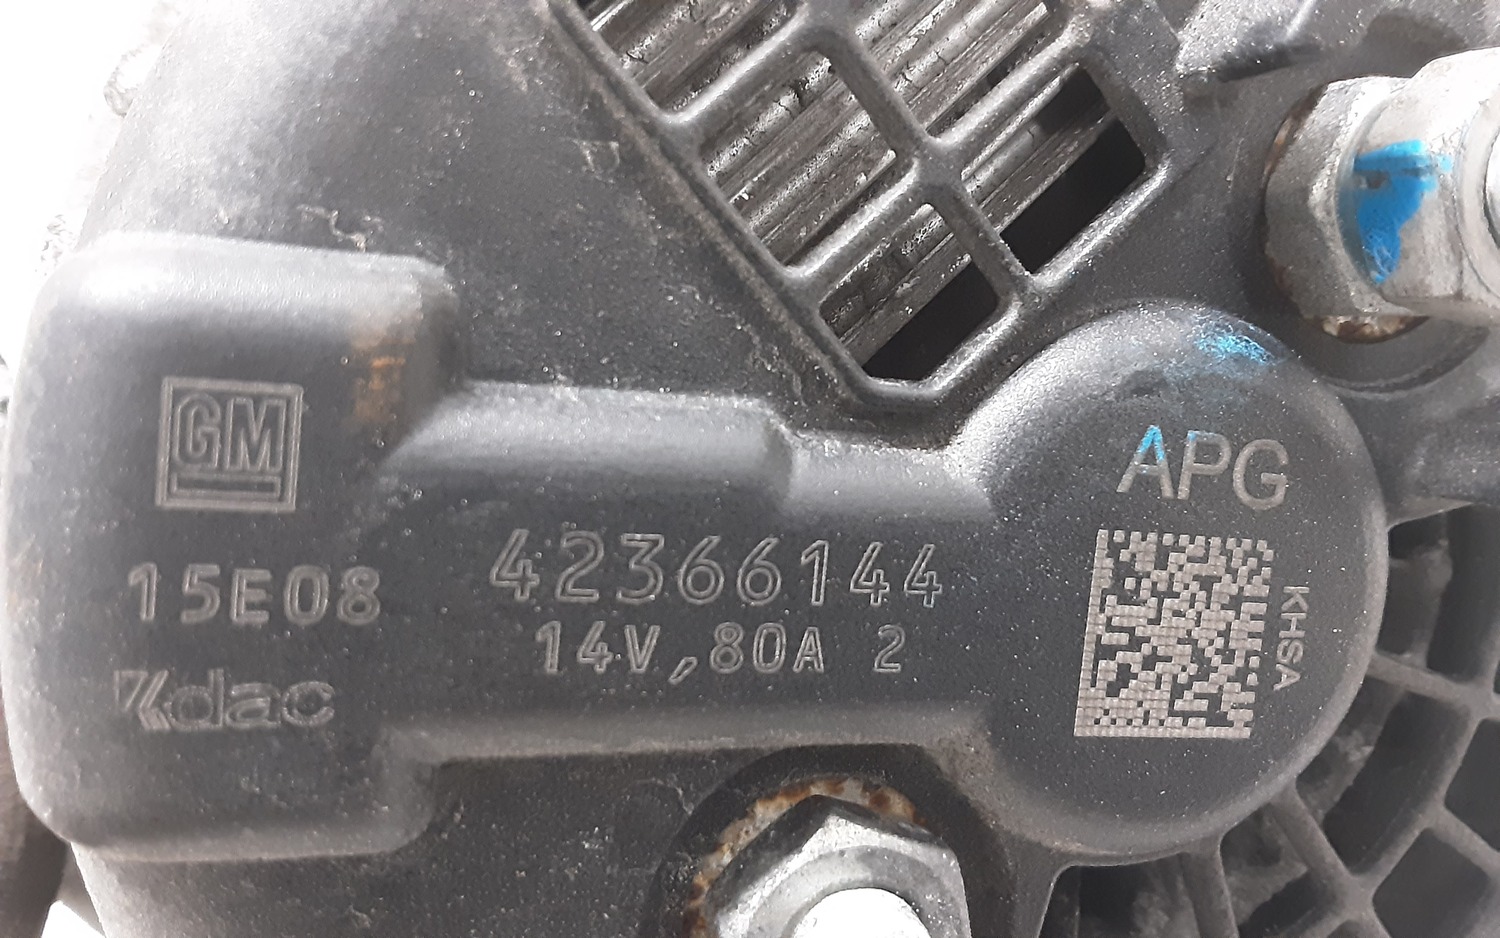 GM
15E08
Kdac
42366144
14V,80A 2
APG
KHSA